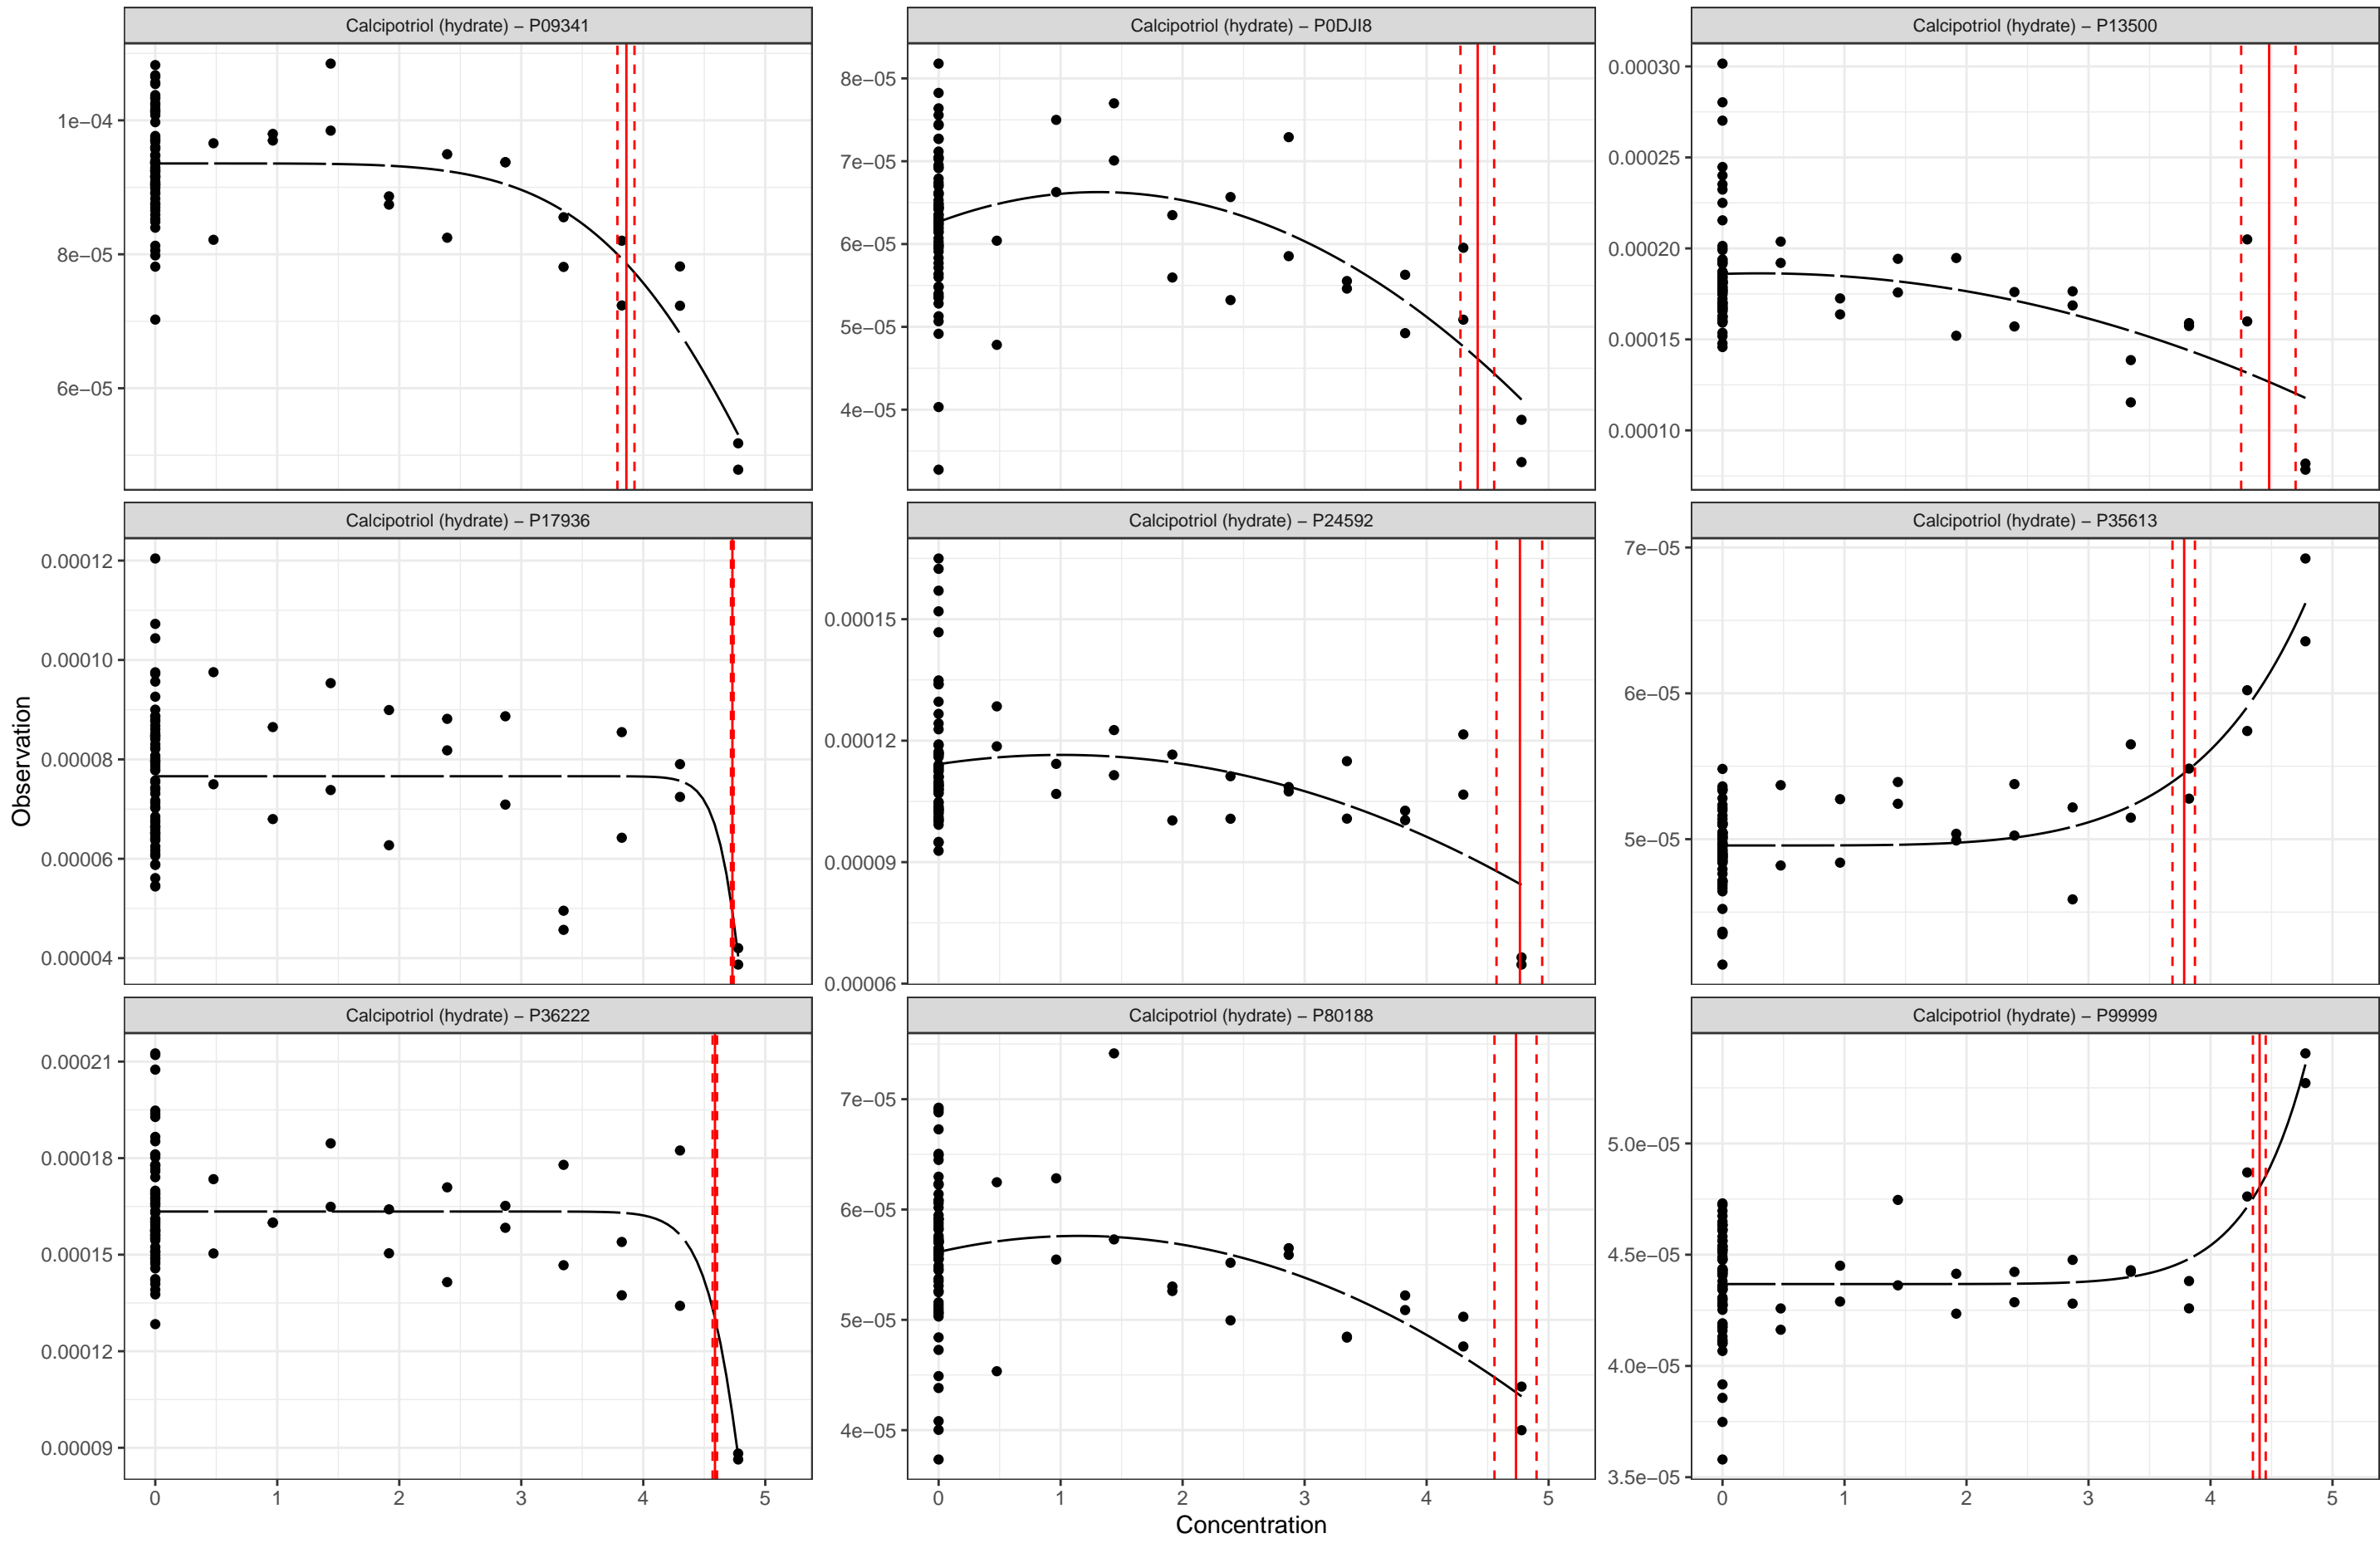 Calcipotriol (hydrate) – P09341
Calcipotriol (hydrate) – P0DJI8
Calcipotriol (hydrate) – P13500
1e−04
8e−05
6e−05
8e−05
7e−05
6e−05
5e−05
4e−05
0.00030
0.00025
0.00020
0.00015
0.00010
Calcipotriol (hydrate) – P17936
Calcipotriol (hydrate) – P24592
Calcipotriol (hydrate) – P35613
0.00012
0.00010
0.00008
0.00006
0.00004
0.00015
0.00012
0.00009
0.00006
7e−05
6e−05
5e−05
Observation
Calcipotriol (hydrate) – P36222
Calcipotriol (hydrate) – P80188
Calcipotriol (hydrate) – P99999
0.00021
0.00018
0.00015
0.00012
0.00009
7e−05
6e−05
5e−05
4e−05
5.0e−05
4.5e−05
4.0e−05
3.5e−05
0 1 2 3 4 5
0 1 2 3 4 5
0 1 2 3 4 5
Concentration